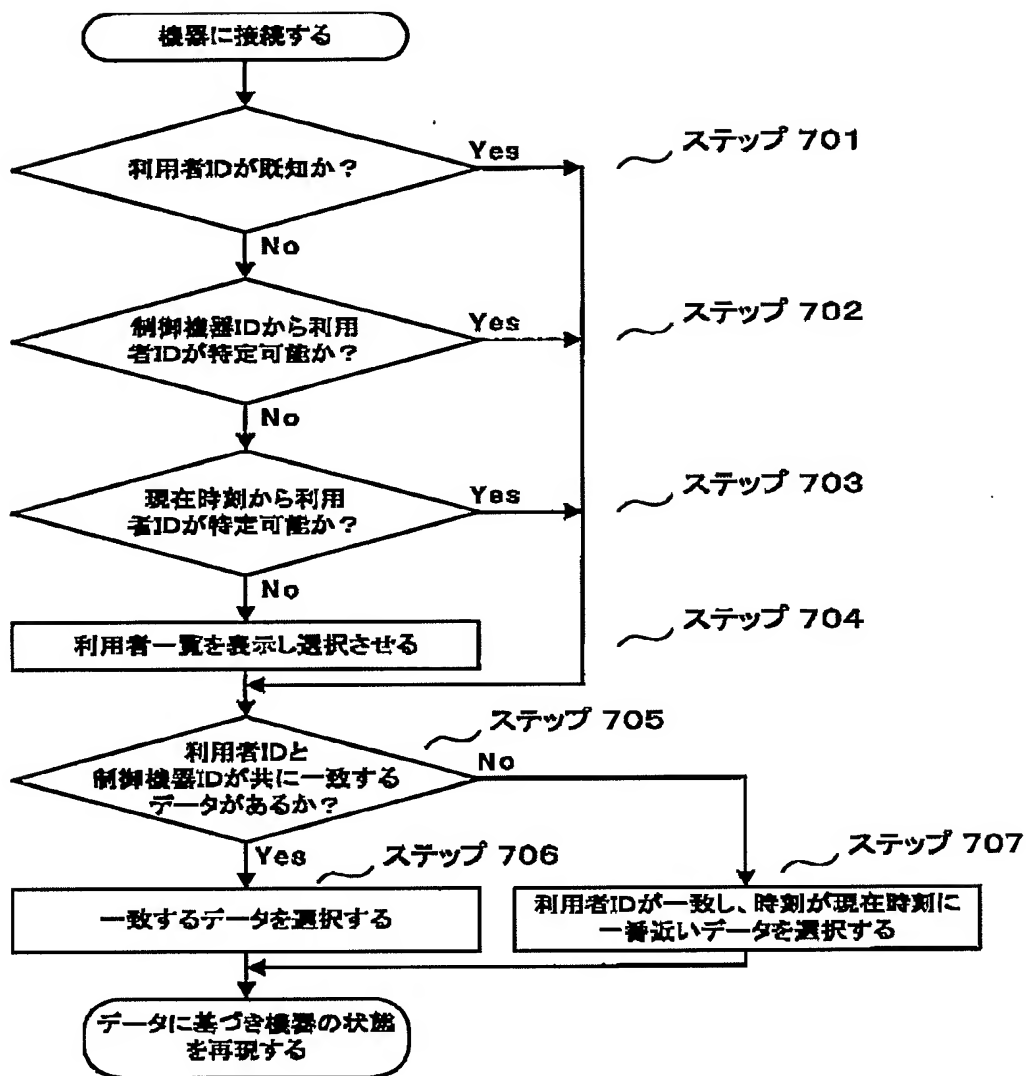 機器に接続する
利用者IDが既知か？
Yes
ステップ 701
No
制御機器IDから利用
者IDが特定可能か？
Yes
ステップ 702
No
現在時刻から利用
者IDが特定可能か？
Yes
ステップ 703
No
利用者一覧を表示し選択させる
ステップ 704
利用者IDと
制御機器IDが共に一致する
データがあるか？
ステップ 705
No
Yes
ステップ 706
一致するデータを選択する
ステップ 707
利用者IDが一致し、時刻が現在時刻に
一番近いデータを選択する
データに基づき機器の状態
を再現する